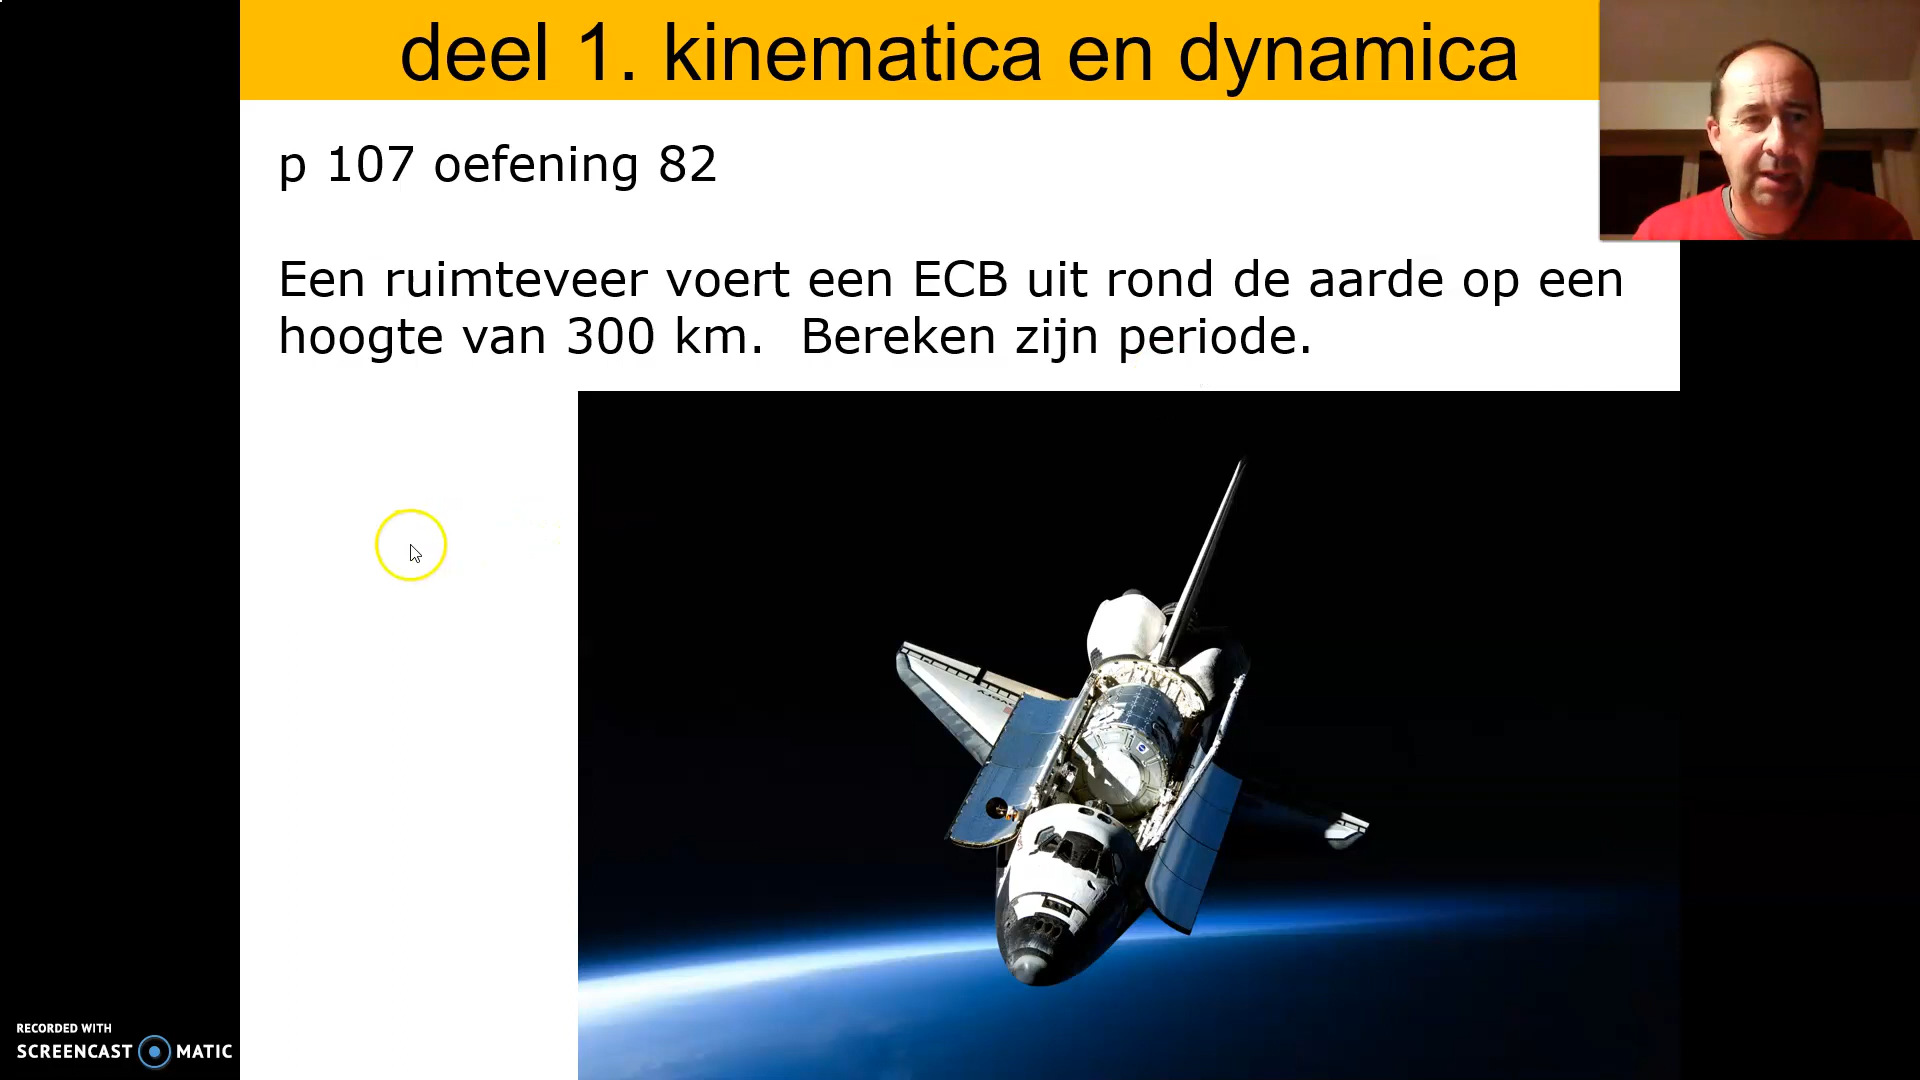 deel 1. kinematica en dynamica
p 107 oefening 82
Een ruimteveer voert een ECB uit rond de aarde op een
hoogte van 300 km. Bereken zijn periode.
RECORDED WITH
SCREENCAST MATIC